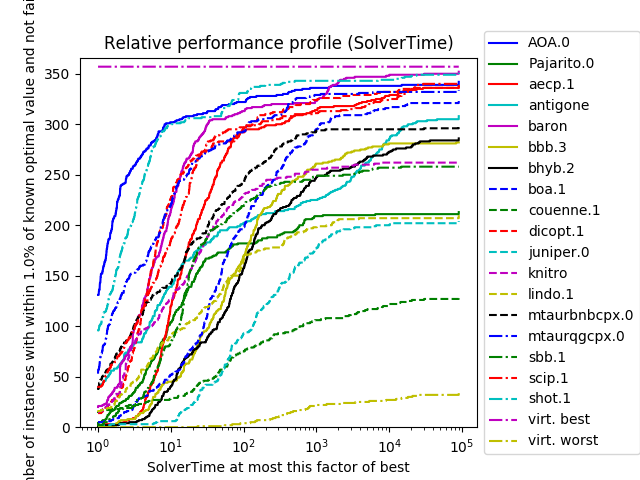 Relative performance profile (SolverTime)
of instances with within 1.0% of known optimal value and not
350
300
250
200
150
100
50
0
10⁰
10¹
10²
10³
10⁴
10⁵
SolverTime at most this factor of best
AOA.0
Pajarito.0
aecp.1
antigone
baron
bbb.3
bhyb.2
boa.1
couenne.1
dicopt.1
juniper.0
knitro
lindo.1
mtaurbnbcpx.0
mtaurqgcpx.0
sbb.1
scip.1
shot.1
virt. best
virt. worst